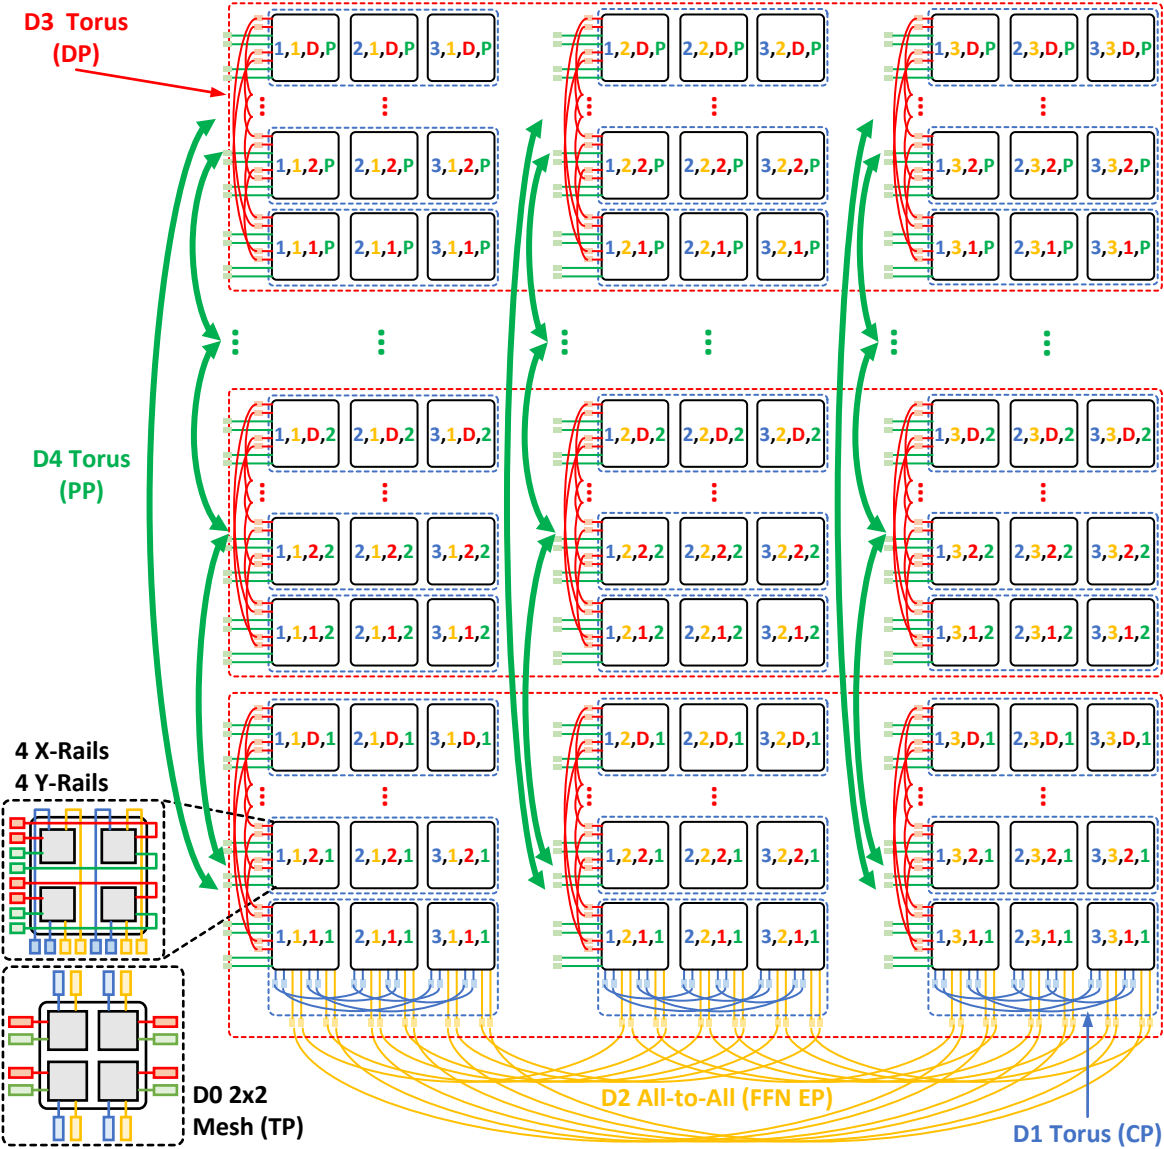 D3 Torus
(DP)
1,1,D,P 2,1,D,P 3,1,D,P 1,2,D,P 2,2,D,P 3,2,D,P 1,3,D,P 2,3,D,P 3,3,D,P
1,1,2,P 2,1,2,P 3,1,2,P 1,2,2,P 2,2,2,P 3,2,2,P 1,3,2,P 2,3,2,P 3,3,2,P
1,1,1,P 2,1,1,P 3,1,1,P 1,2,1,P 2,2,1,P 3,2,1,P 1,3,1,P 2,3,1,P 3,3,1,P
1,1,D,2 2,1,D,2 3,1,D,2 1,2,D,2 2,2,D,2 3,2,D,2 1,3,D,2 2,3,D,2 3,3,D,2
D4 Torus
(PP)
1,1,2,2 2,1,2,2 3,1,2,2 1,2,2,2 2,2,2,2 3,2,2,2 1,3,2,2 2,3,2,2 3,3,2,2
1,1,1,2 2,1,1,2 3,1,1,2 1,2,1,2 2,2,1,2 3,2,1,2 1,3,1,2 2,3,1,2 3,3,1,2
1,1,D,1 2,1,D,1 3,1,D,1 1,2,D,1 2,2,D,1 3,2,D,1 1,3,D,1 2,3,D,1 3,3,D,1
4 X-Rails
4 Y-Rails
1,1,2,1 2,1,2,1 3,1,2,1 1,2,2,1 2,2,2,1 3,2,2,1 1,3,2,1 2,3,2,1 3,3,2,1
1,1,1,1 2,1,1,1 3,1,1,1 1,2,1,1 2,2,1,1 3,2,1,1 1,3,1,1 2,3,1,1 3,3,1,1
D0 2x2
Mesh (TP)
D2 All-to-All (FFN EP)
D1 Torus (CP)